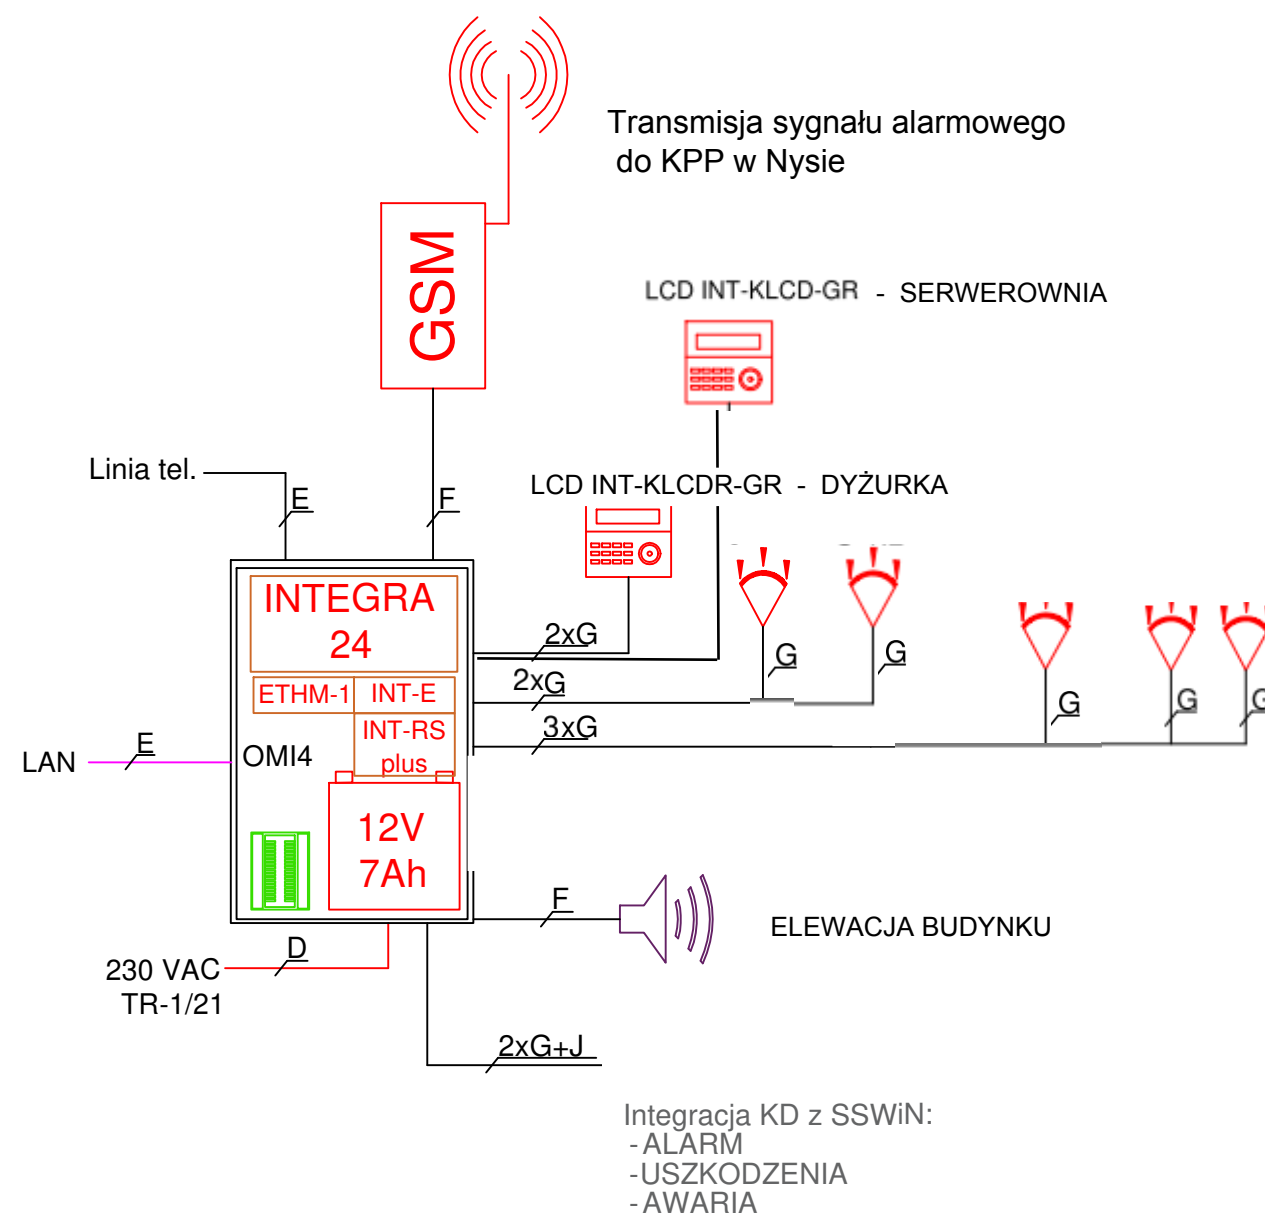 Transmisja sygnału alarmowego
do KPP w Nysie
GSM
LCD INT-KLCD-GR - SERWEROWNIA
Linia tel.
E
F
LCD INT-KLCDR-GR - DYŻURKA
INTEGRA
24
2xG
G
G
ETHM-1
INT-E
2xG
G
G
G
INT-RS
plus
3xG
LAN
E
OMI4
12V
7Ah
F
ELEWACJA BUDYNKU
230 VAC
TR-1/21
D
2xG+J
Integracja KD z SSWiN:
-ALARM
-USZKODZENIA
-AWARIA